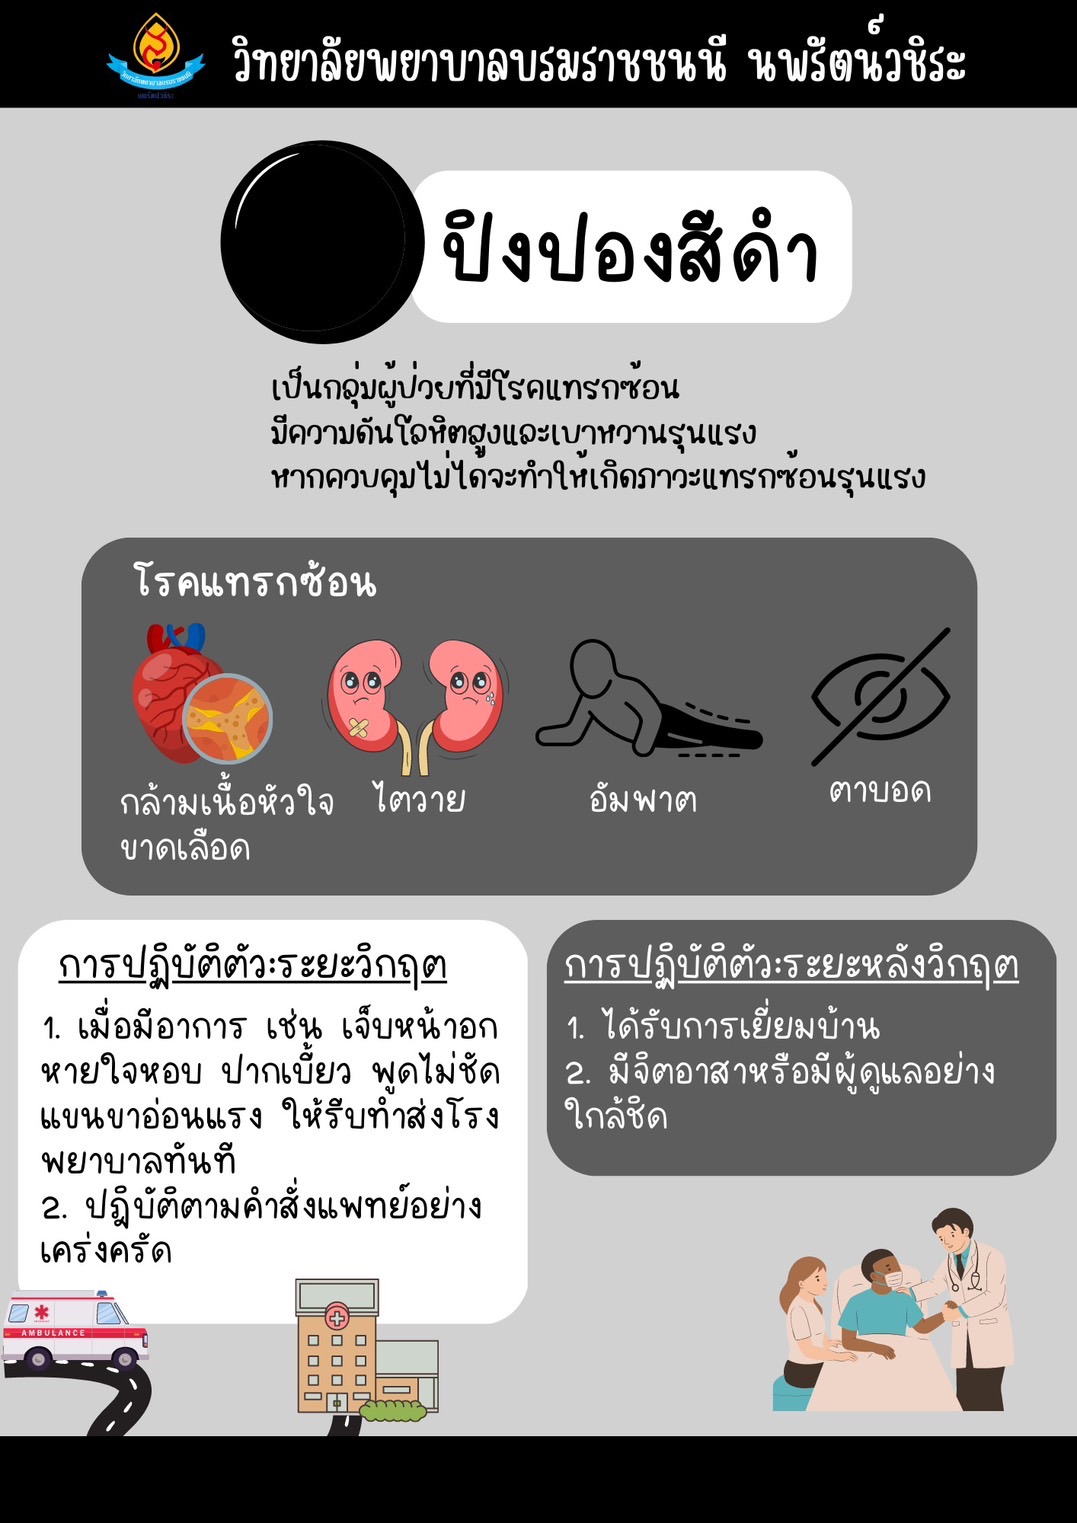 วิทยาลัยพยาบาลบรมราชชนนี นพรัตน์วชิระ
ปิงปองสีดำ
เป็นกลุ่มผู้ป่วยที่มีโรคแทรกซ้อน
มีความดันโลหิตสูงและเบาหวานรุนแรง
หากควบคุมไม่ได้จะทำให้เกิดภาวะแทรกซ้อนรุนแรง
โรคแทรกซ้อน
กล้ามเนื้อหัวใจ
ขาดเลือด
ไตวาย
อัมพาต
ตาบอด
การปฏิบัติตัว:ระยะวิกฤต
1. เมื่อมีอาการ เช่น เจ็บหน้าอก
หายใจหอบ ปากเบี้ยว พูดไม่ชัด
แขนขาอ่อนแรง ให้รีบทำส่งโรง
พยาบาลทันที
2. ปฎิบัติตามคำสั่งแพทย์อย่าง
เคร่งครัด
การปฏิบัติตัว:ระยะหลังวิกฤต
1. ได้รับการเยี่ยมบ้าน
2. มีจิตอาสาหรือมีผู้ดูแลอย่าง
ใกล้ชิด
AMBULANCE